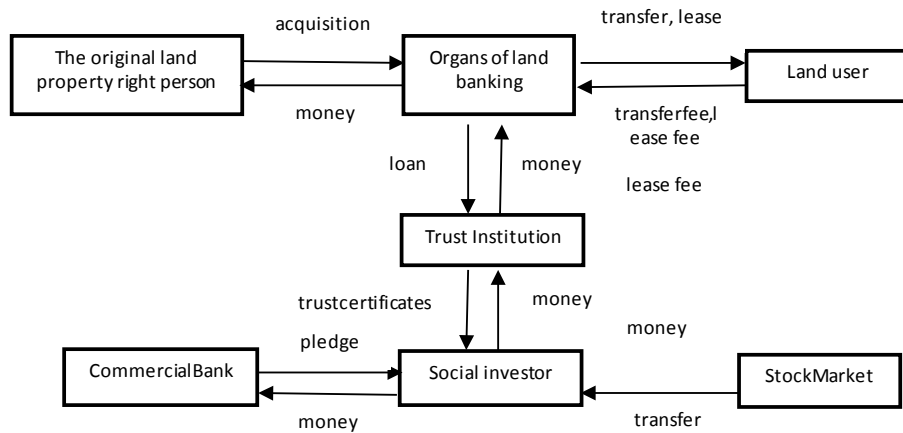 acquisition
transfer, lease
The original land
property right person
Organs of land
banking
Land user
money
transferfee,l
ease fee
loan
money
lease fee
Trust Institution
trustcertificates
money
pledge
money
CommercialBank
Social investor
StockMarket
money
transfer